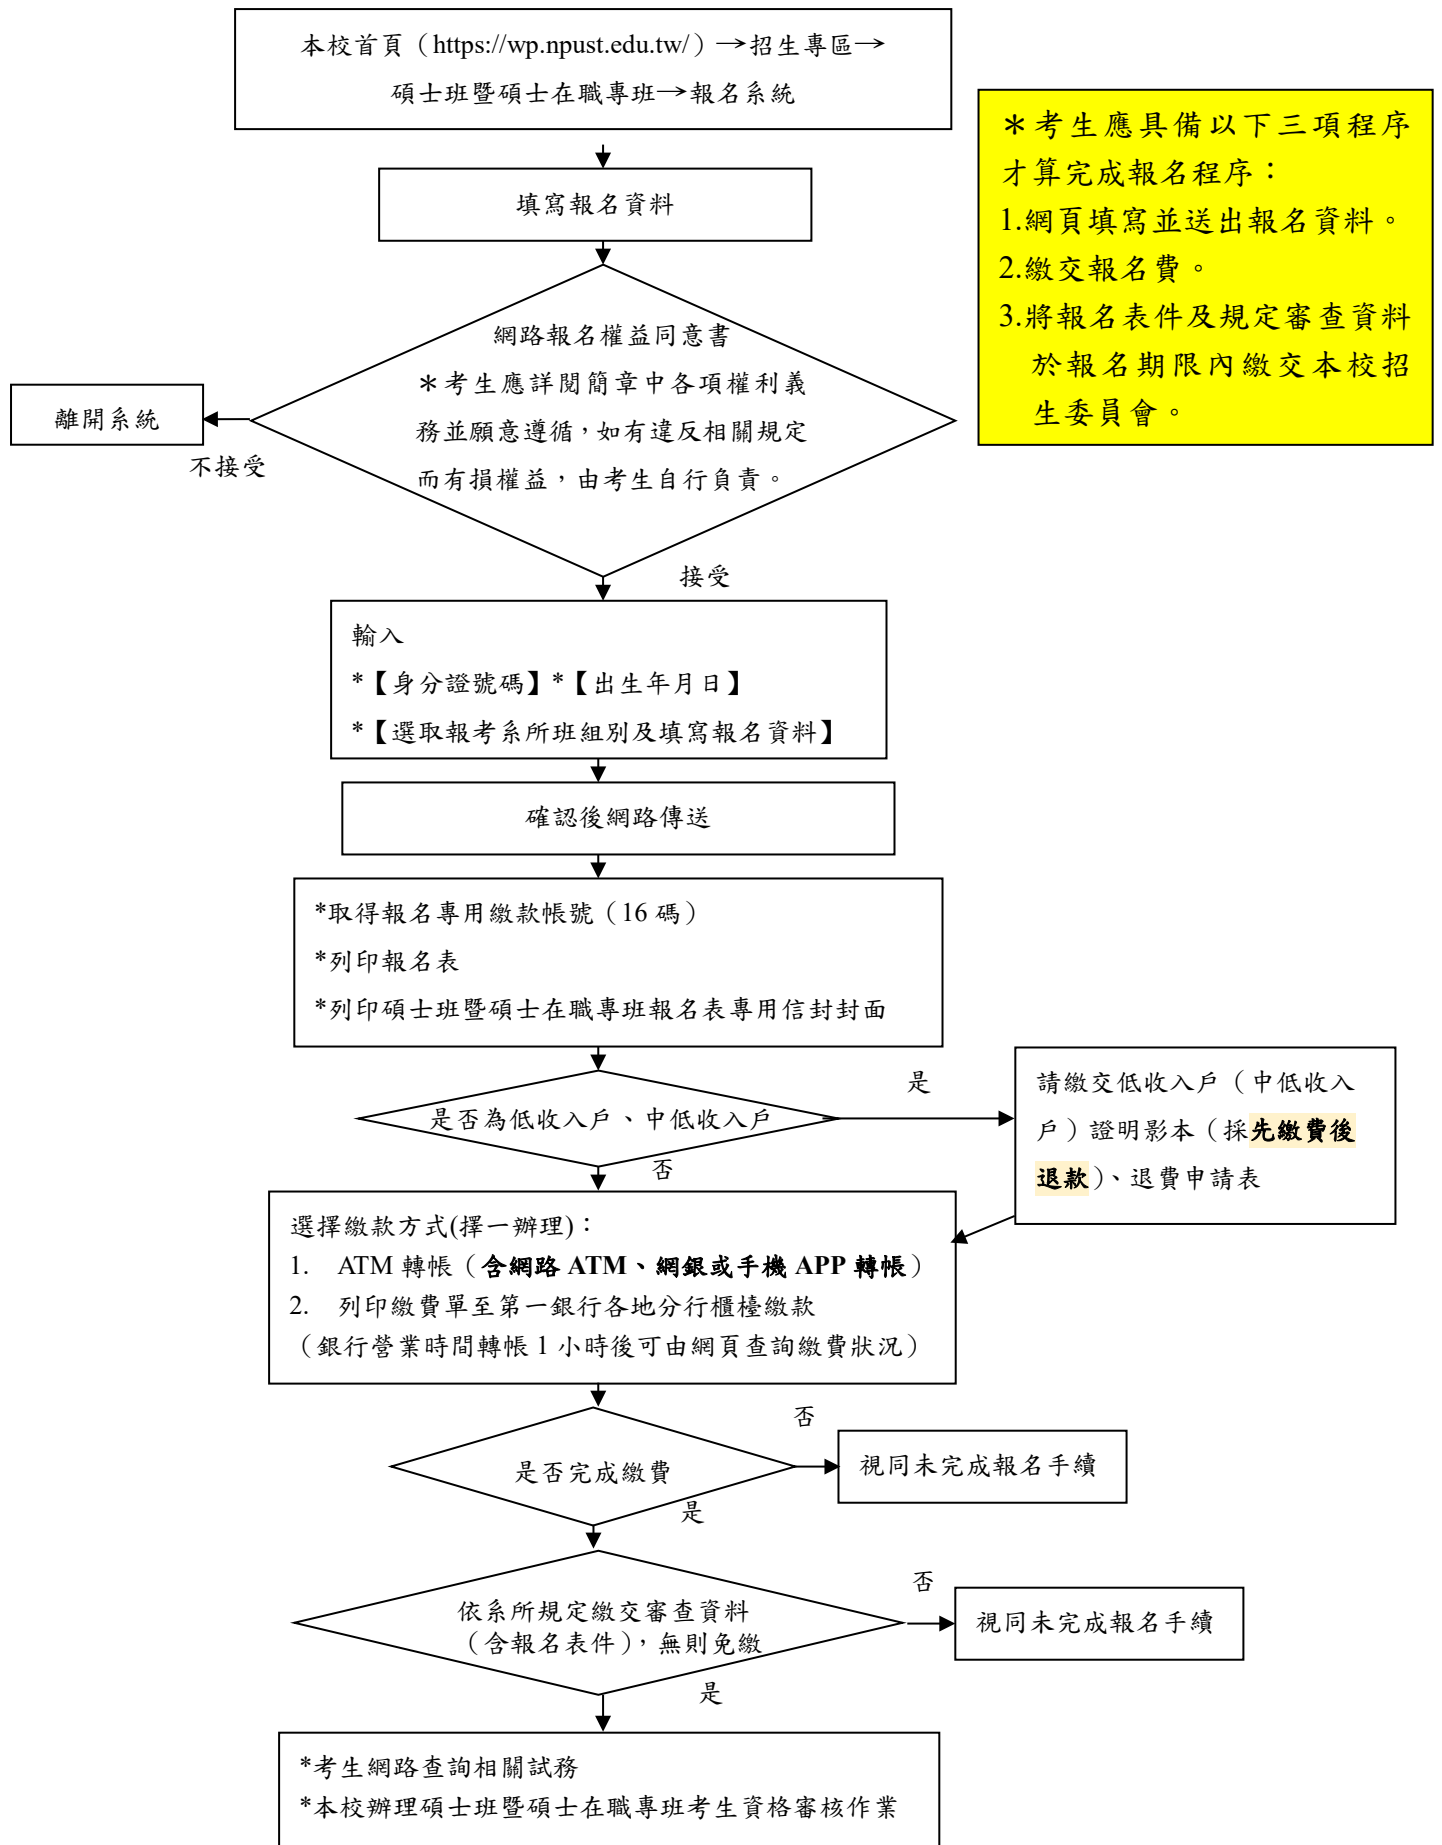 本校首頁（https://wp.npust.edu.tw/）→招生專區→
碩士班暨碩士在職專班→報名系統
＊考生應具備以下三項程序
才算完成報名程序：
1.網頁填寫並送出報名資料。
2.繳交報名費。
3.將報名表件及規定審查資料
於報名期限內繳交本校招
生委員會。
填寫報名資料
網路報名權益同意書
＊考生應詳閱簡章中各項權利義
務並願意遵循，如有違反相關規定
而有損權益，由考生自行負責。
離開系統
不接受
接受
輸入
*【身分證號碼】*【出生年月日】
*【選取報考系所班組別及填寫報名資料】
確認後網路傳送
*取得報名專用繳款帳號（16 碼）
*列印報名表
*列印碩士班暨碩士在職專班報名表專用信封封面
是否為低收入戶、中低收入戶
是
請繳交低收入戶（中低收入
戶）證明影本（採先繳費後
退款）、退費申請表
否
選擇繳款方式(擇一辦理)：
1. ATM 轉帳（含網路 ATM、網銀或手機 APP 轉帳）
2. 列印繳費單至第一銀行各地分行櫃檯繳款
（銀行營業時間轉帳 1 小時後可由網頁查詢繳費狀況）
是否完成繳費
否
視同未完成報名手續
是
依系所規定繳交審查資料
（含報名表件），無則免繳
否
視同未完成報名手續
是
*考生網路查詢相關試務
*本校辦理碩士班暨碩士在職專班考生資格審核作業